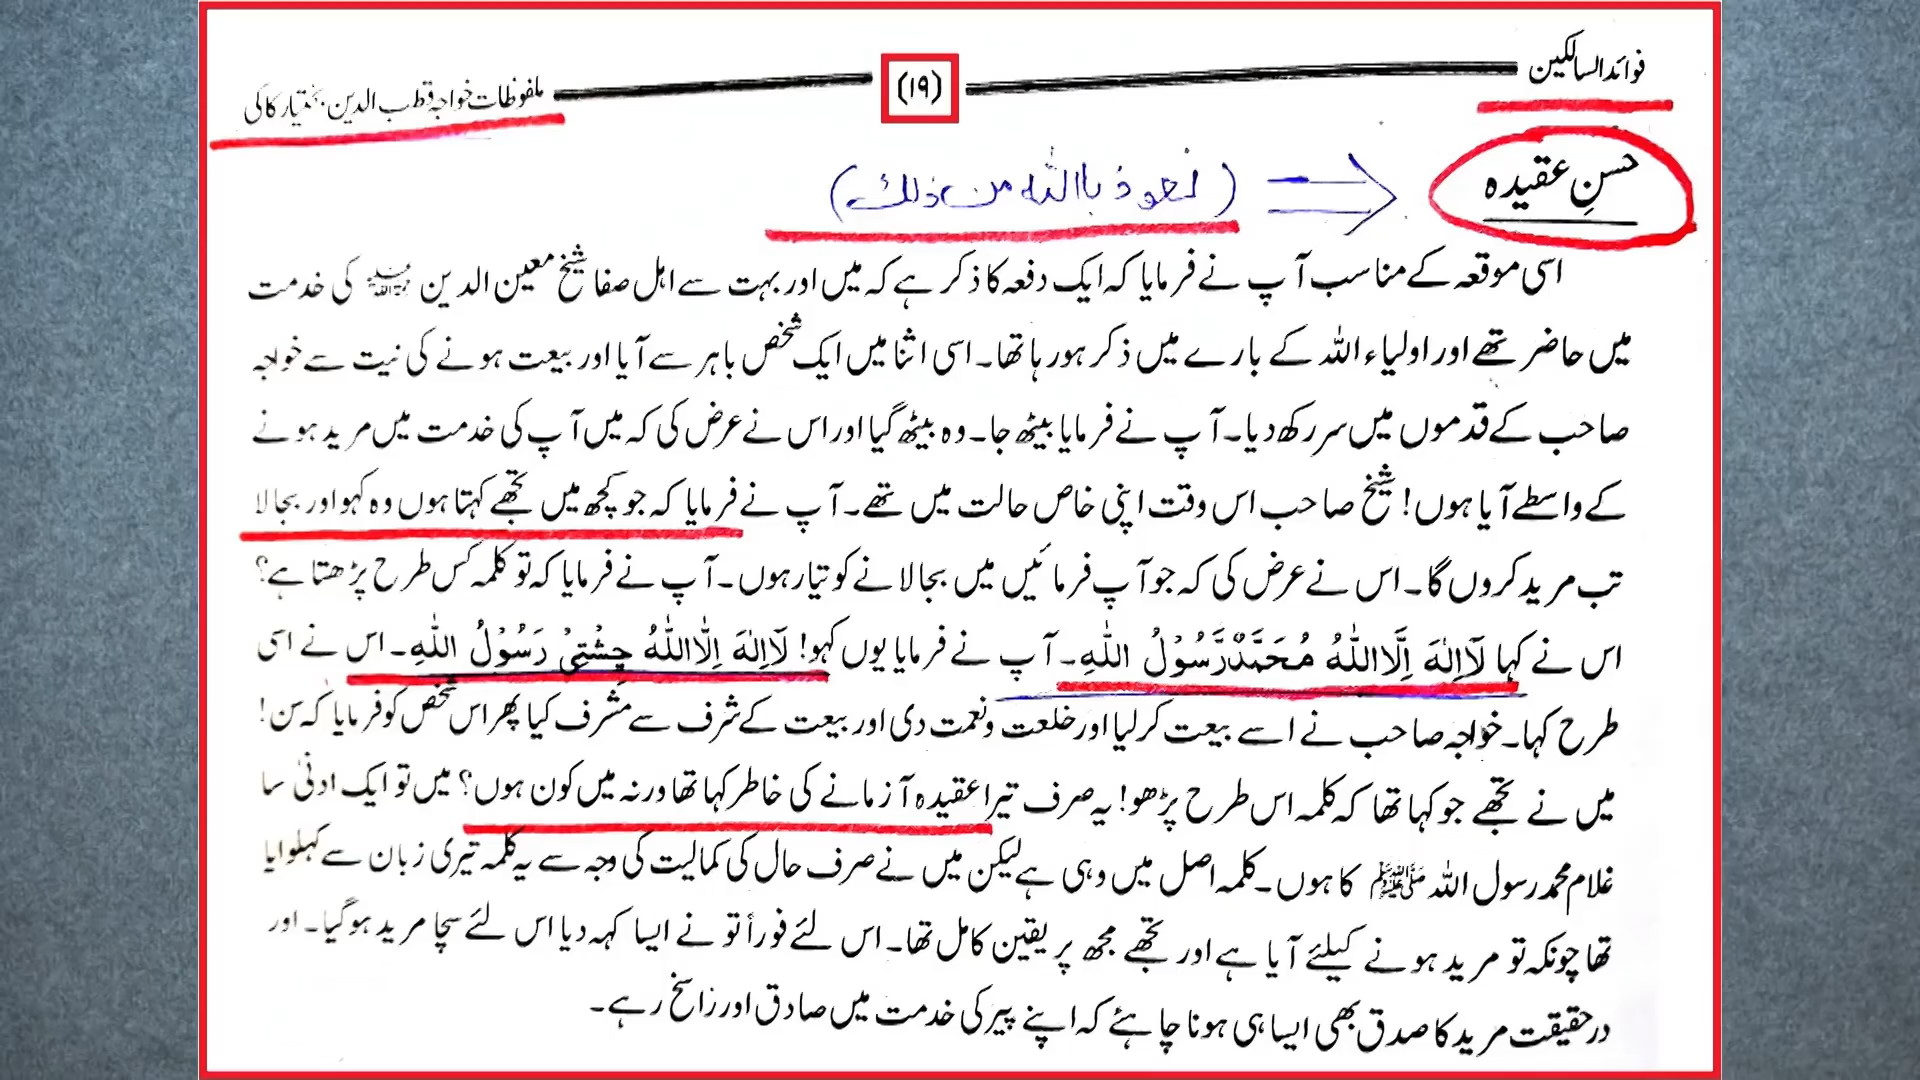 فوائد السالکین
(۱۹)
ملفوظات خواجہ قطب الدین بختیار کاکی
حسنِ عقیدہ
(نعوذ باللہ من ذلک)
اسی موقعہ کے مناسب آپ نے فرمایا کہ ایک دفعہ کا ذکر ہے کہ میں اور بہت سے اہل صفا شیخ معین الدین کی خدمت
میں حاضر تھے اور اولیاء اللہ کے بارے میں ذکر ہو رہا تھا۔ اسی اثنا میں ایک شخص باہر سے آیا اور بیعت ہونے کی نیت سے خواجہ
صاحب کے قدموں میں سر رکھ دیا۔ آپ نے فرمایا بیٹھ جا۔ وہ بیٹھ گیا اور اس نے عرض کی کہ میں آپ کی خدمت میں مرید ہونے
کے واسطے آیا ہوں! شیخ صاحب اس وقت اپنی خاص حالت میں تھے۔ آپ نے فرمایا کہ جو کچھ میں تجھے کہتا ہوں وہ کہو اور بجا لا
تب مرید کروں گا۔ اس نے عرض کی کہ جو آپ فرمائیں میں بجا لانے کو تیار ہوں۔ آپ نے فرمایا کہ تو کلمہ کس طرح پڑھتا ہے؟
اس نے کہا لَآ اِلٰهَ اِلَّا اللّٰهُ مُحَمَّدٌ رَّسُوْلُ اللّٰهِ۔ آپ نے فرمایا یوں کہو! لَآ اِلٰهَ اِلَّا اللّٰهُ چِشْتِیْ رَسُوْلُ اللّٰهِ۔ اس نے اسی
طرح کہا۔ خواجہ صاحب نے اسے بیعت کر لیا اور خلعت و نعمت دی اور بیعت کے شرف سے مشرف کیا پھر اس شخص کو فرمایا کہ سن!
میں نے تجھے جو کہا تھا کہ کلمہ اس طرح پڑھو! یہ صرف تیرا عقیدہ آزمانے کی خاطر کہا تھا ورنہ میں کون ہوں؟ میں تو ایک ادنیٰ سا
غلام محمد رسول اللہ ﷺ کا ہوں۔ کلمہ اصل میں وہی ہے لیکن میں نے صرف حال کی کمالیت کی وجہ سے یہ کلمہ تیری زبان سے کہلوایا
تھا چونکہ تو مرید ہونے کیلئے آیا ہے اور تجھے مجھ پر یقین کامل تھا۔ اس لئے فوراً تو نے ایسا کہہ دیا اس لئے سچا مرید ہو گیا۔ اور
درحقیقت مرید کا صدق بھی ایسا ہی ہونا چاہئے کہ اپنے پیر کی خدمت میں صادق اور راسخ رہے۔